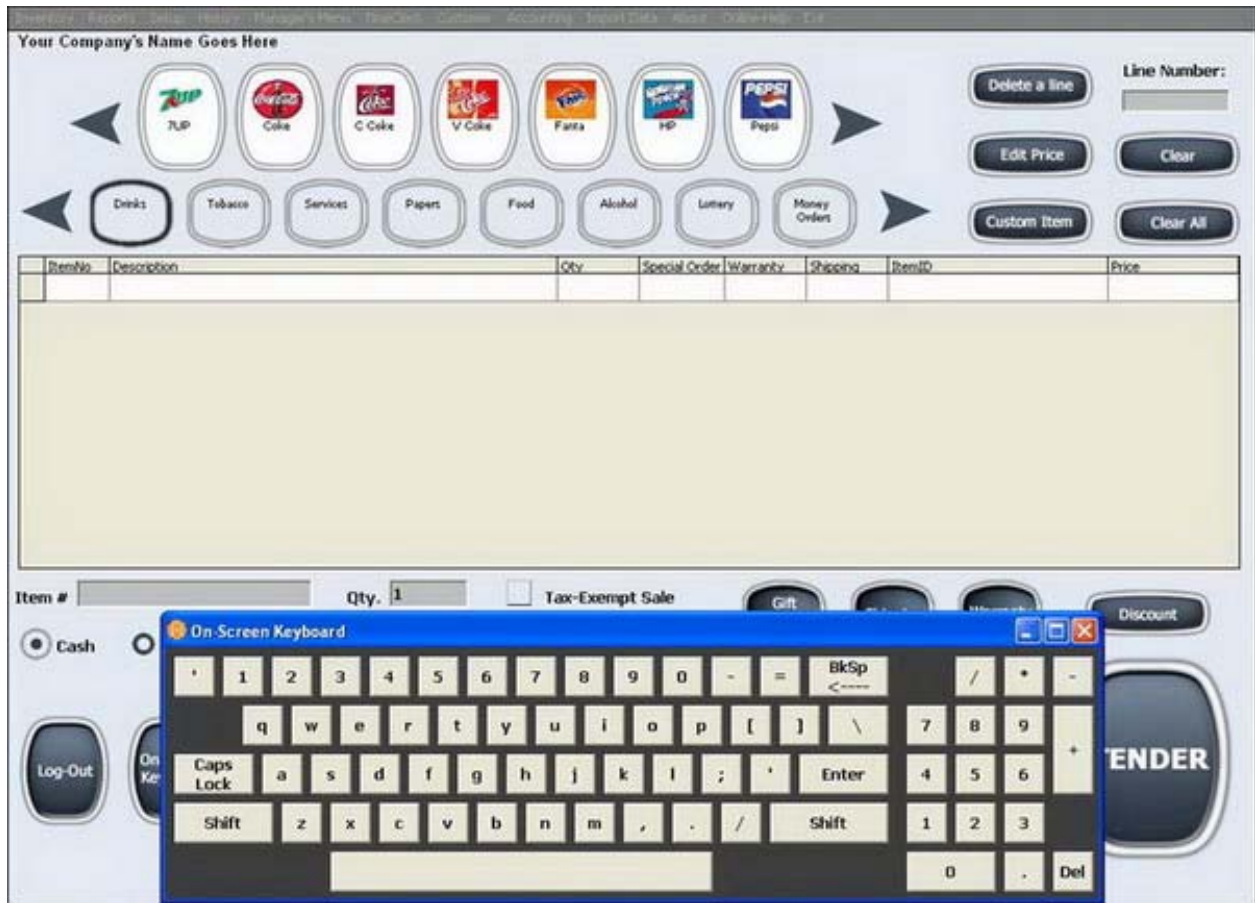 Inventory Reports Setup History Manager's Menu TimeClock Customer Accounting Import Data About Online-Help Exit
Your Company's Name Goes Here
Delete a line
Line Number:
7UP
7UP Coke C Coke V Coke Fanta HP Pepsi
PEPSI
Edit Price Clear
Drinks Tobacco Services Papers Food Alcohol Lottery Money Orders
Custom Item Clear All
ItemNo Description Qty Special Order Warranty Shipping ItemID Price
Item # Qty. 1 Tax-Exempt Sale Gift
Discount
Cash
On-Screen Keyboard
' 1 2 3 4 5 6 7 8 9 0 - = BkSp / * -
<----
q w e r t y u i o p [ ] \ 7 8 9
+
Caps Lock a s d f g h j k l ; ' Enter 4 5 6
Shift z x c v b n m , . / Shift 1 2 3
0 . Del
Log-Out
ENDER